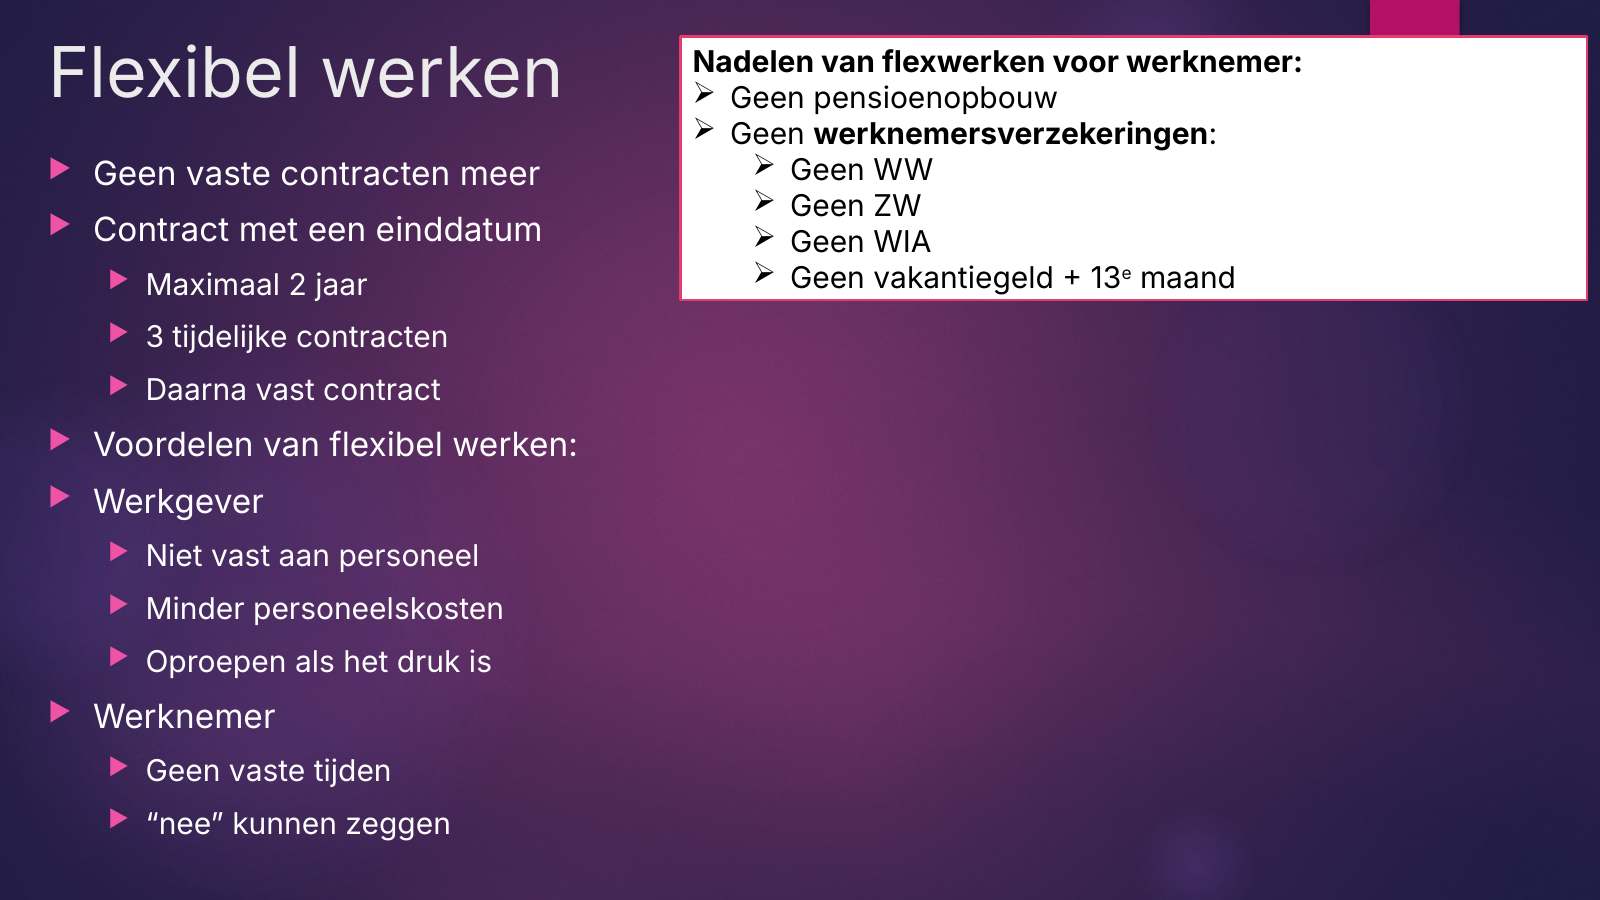 Flexibel werken
Geen vaste contracten meer
Contract met een einddatum
Maximaal 2 jaar
3 tijdelijke contracten
Daarna vast contract
Voordelen van flexibel werken:
Werkgever
Niet vast aan personeel
Minder personeelskosten
Oproepen als het druk is
Werknemer
Geen vaste tijden
“nee” kunnen zeggen
Nadelen van flexwerken voor werknemer:
Geen pensioenopbouw
Geen werknemersverzekeringen:
Geen WW
Geen ZW
Geen WIA
Geen vakantiegeld + 13e maand